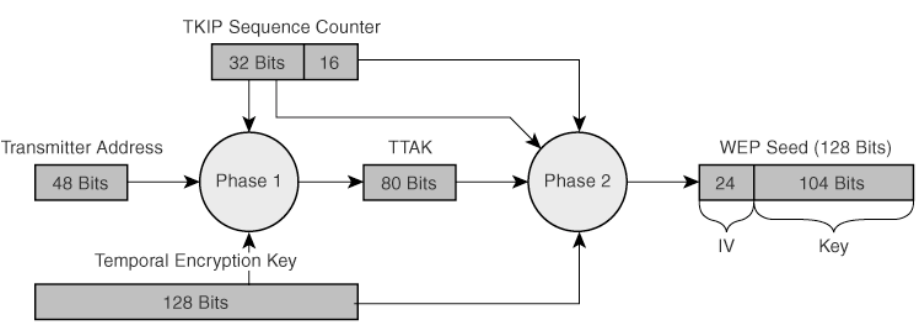 TKIP Sequence Counter
32 Bits 16
Transmitter Address
TTAK
WEP Seed (128 Bits)
48 Bits
Phase 1
80 Bits
Phase 2
24
104 Bits
IV
Key
Temporal Encryption Key
128 Bits